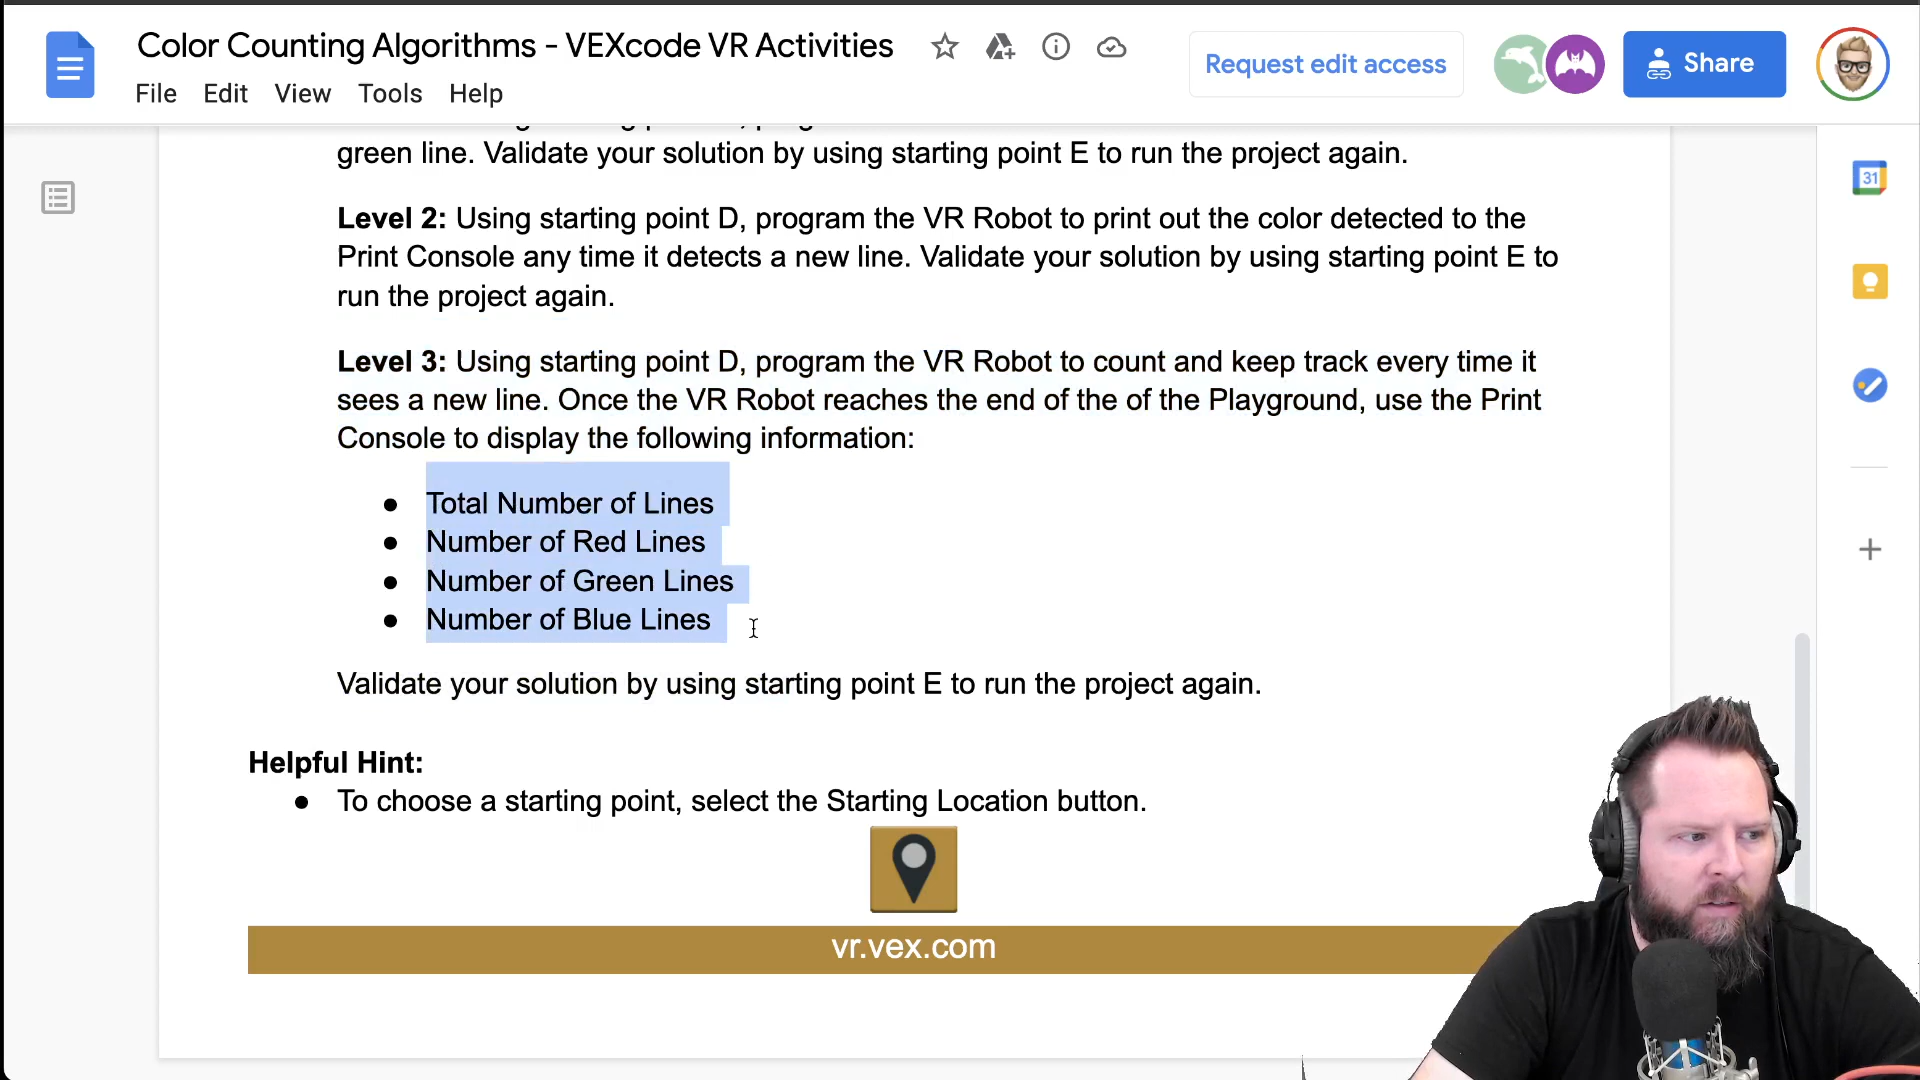 Color Counting Algorithms - VEXcode VR Activities
File Edit View Tools Help
Request edit access
Share
green line. Validate your solution by using starting point E to run the project again.
Level 2: Using starting point D, program the VR Robot to print out the color detected to the
Print Console any time it detects a new line. Validate your solution by using starting point E to
run the project again.
Level 3: Using starting point D, program the VR Robot to count and keep track every time it
sees a new line. Once the VR Robot reaches the end of the of the Playground, use the Print
Console to display the following information:
● Total Number of Lines
● Number of Red Lines
● Number of Green Lines
● Number of Blue Lines
Validate your solution by using starting point E to run the project again.
Helpful Hint:
● To choose a starting point, select the Starting Location button.
vr.vex.com
31